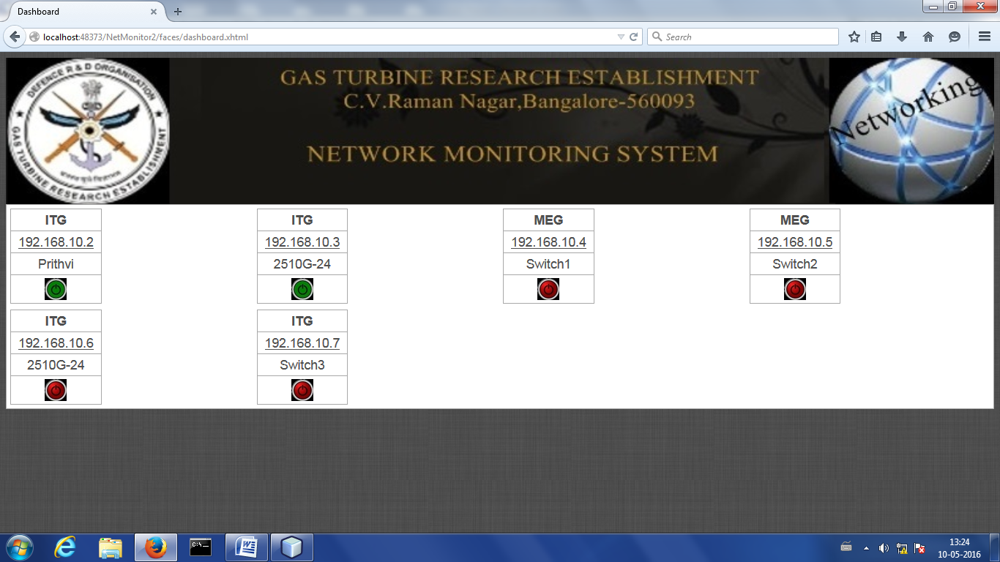 Dashboard
localhost:48373/NetMonitor2/faces/dashboard.xhtml
Search
DEFENCE R & D ORGANISATION
GAS TURBINE RESEARCH ESTABLISHMENT
GAS TURBINE RESEARCH ESTABLISHMENT
C.V.Raman Nagar,Bangalore-560093
NETWORK MONITORING SYSTEM
Networking
ITG
192.168.10.2
Prithvi
ITG
192.168.10.3
2510G-24
MEG
192.168.10.4
Switch1
MEG
192.168.10.5
Switch2
ITG
192.168.10.6
2510G-24
ITG
192.168.10.7
Switch3
C:\
13:24
10-05-2016